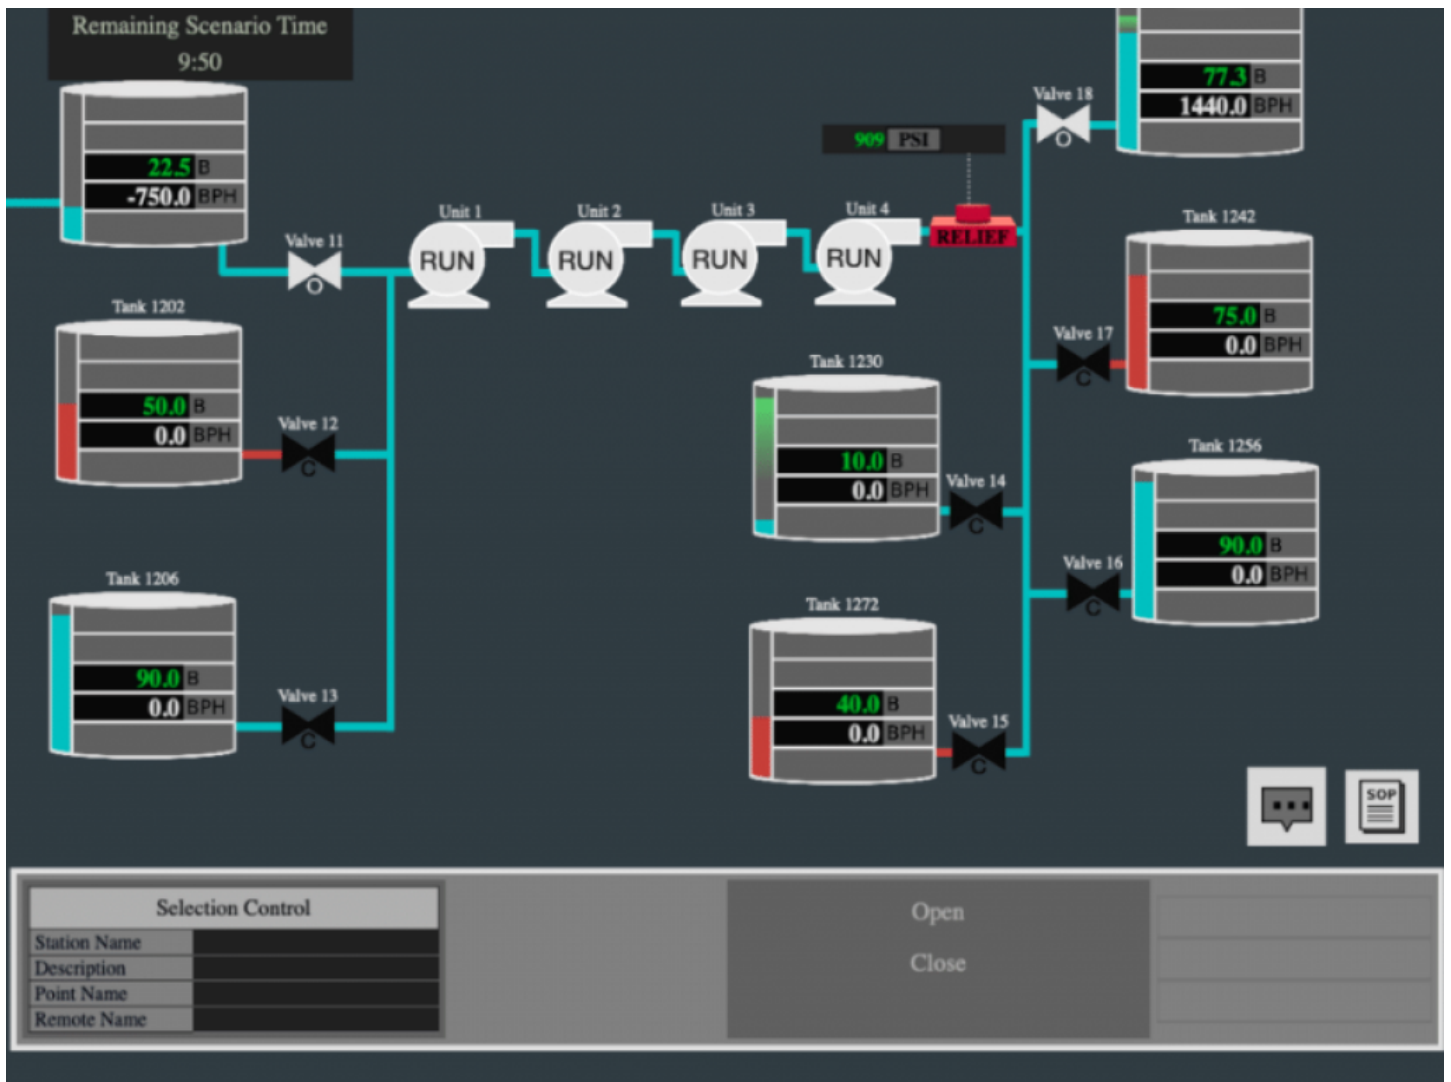 Remaining Scenario Time
9:50
22.5 B
-750.0 BPH
Valve 11
O
Tank 1202
50.0 B
0.0 BPH
Valve 12
C
Tank 1206
90.0 B
0.0 BPH
Valve 13
C
Unit 1
RUN
Unit 2
RUN
Unit 3
RUN
Unit 4
RUN
909 PSI
RELIEF
Valve 18
O
77.3 B
1440.0 BPH
Tank 1242
75.0 B
0.0 BPH
Valve 17
C
Tank 1230
10.0 B
0.0 BPH
Valve 14
C
Tank 1256
90.0 B
0.0 BPH
Valve 16
C
Tank 1272
40.0 B
0.0 BPH
Valve 15
C
SOP
Selection Control
Station Name
Description
Point Name
Remote Name
Open
Close